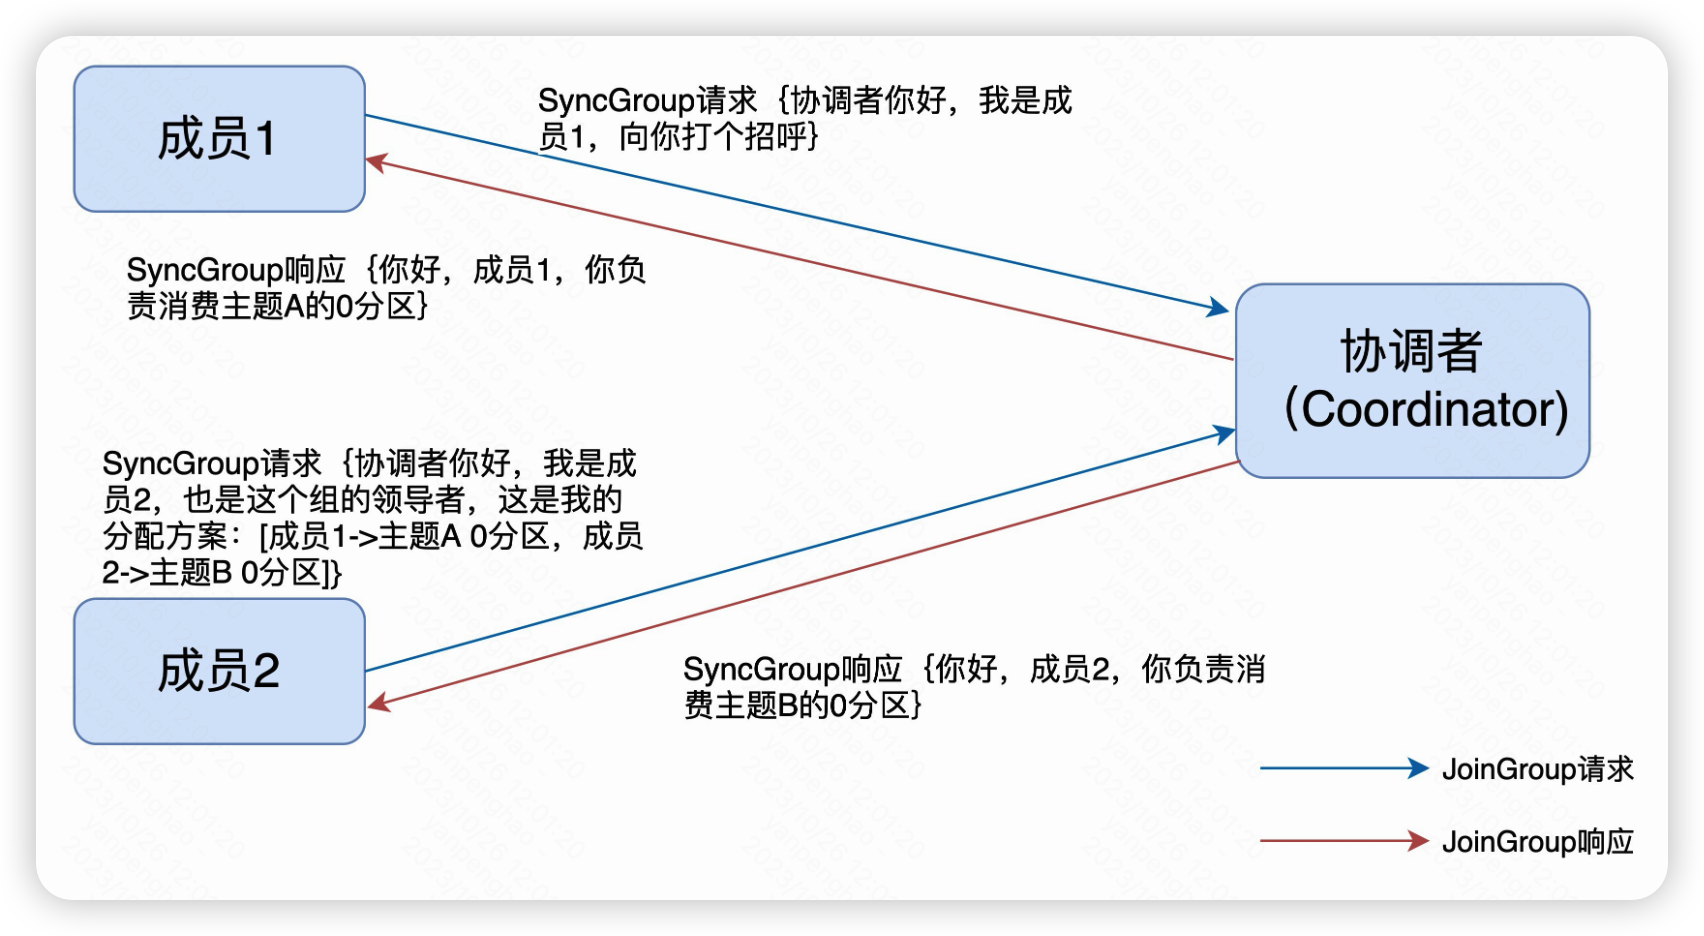 成员1
SyncGroup请求｛协调者你好，我是成
员1，向你打个招呼｝
SyncGroup响应｛你好，成员1，你负
责消费主题A的0分区｝
协调者
（Coordinator)
SyncGroup请求｛协调者你好，我是成
员2，也是这个组的领导者，这是我的
分配方案：[成员1->主题A 0分区，成员
2->主题B 0分区]}
成员2
SyncGroup响应｛你好，成员2，你负责消
费主题B的0分区｝
JoinGroup请求
JoinGroup响应